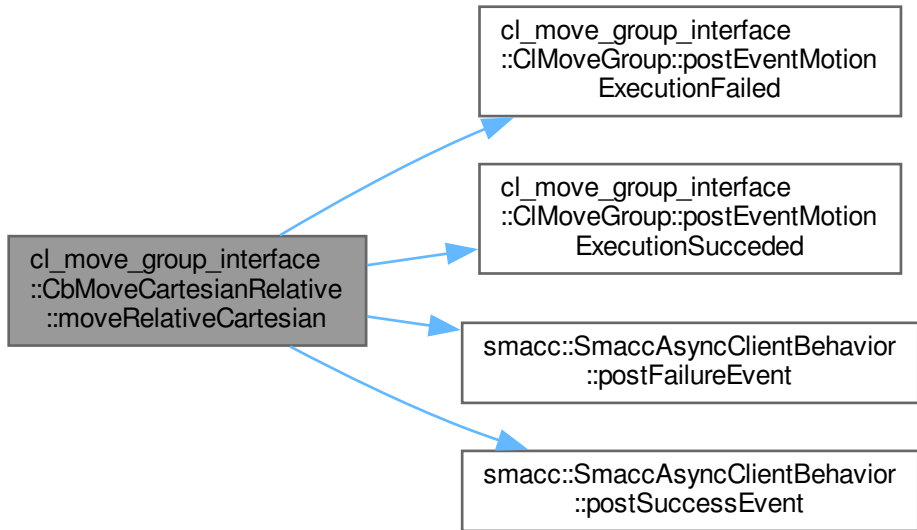 cl_move_group_interface
::ClMoveGroup::postEventMotion
ExecutionFailed
cl_move_group_interface
::ClMoveGroup::postEventMotion
ExecutionSucceded
cl_move_group_interface
::CbMoveCartesianRelative
::moveRelativeCartesian
smacc::SmaccAsyncClientBehavior
::postFailureEvent
smacc::SmaccAsyncClientBehavior
::postSuccessEvent